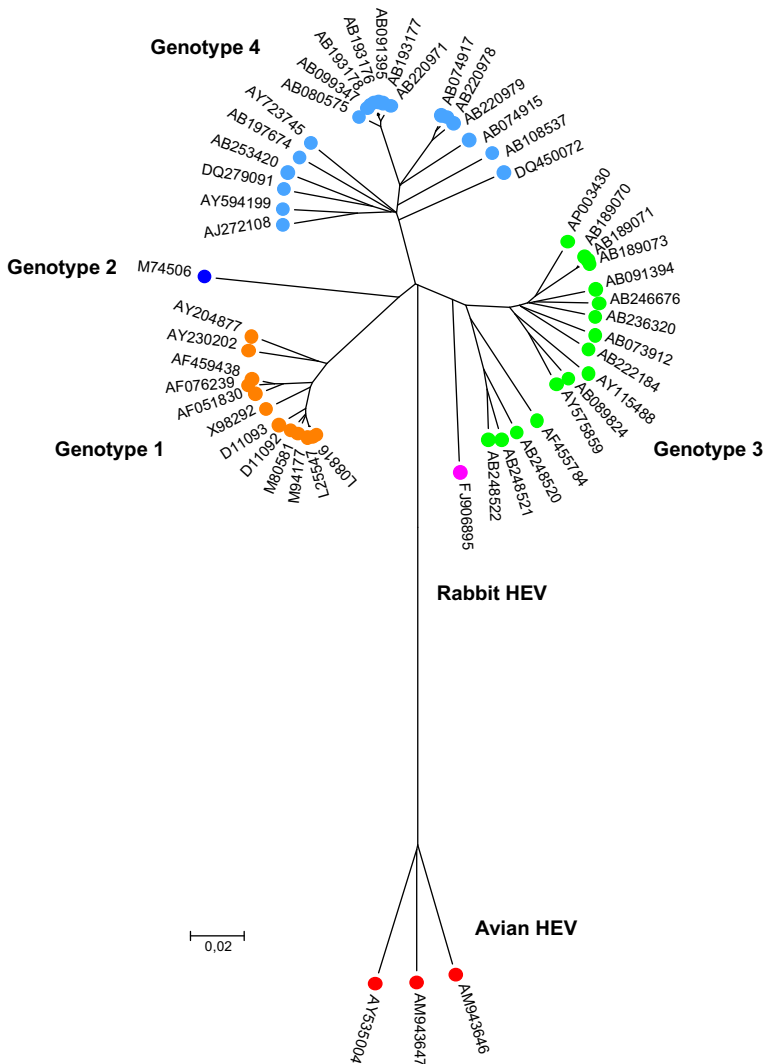 Genotype 4
AJ272108
AY594199
DQ279091
AB253420
AB197674
AY723745
AB080575
AB099347
AB193178
AB193176
AB091395
AB193177
AB220971
AB074917
AB220978
AB220979
AB074915
AB108537
DQ450072
AP003430
AB189070
AB189071
AB189073
AB091394
AB246676
AB236320
AB073912
AB222184
AY115488
AB089824
AY575859
AF455784
AB248520
AB248521
AB248522
Genotype 3
FJ906895
Rabbit HEV
Genotype 2
M74506
AY204877
AY230202
AF459438
AF076239
AF051830
X98292
D11093
D11092
M80581
M94177
L25547
L08816
Genotype 1
Avian HEV
0,02
AY535004
AM943647
AM943646